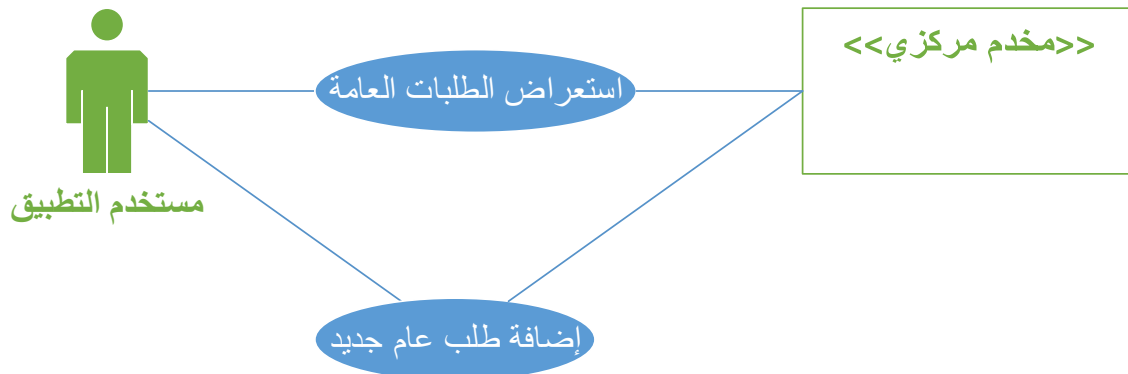 <<مخدم مركزي>>
استعراض الطلبات العامة
مستخدم التطبيق
إضافة طلب عام جديد